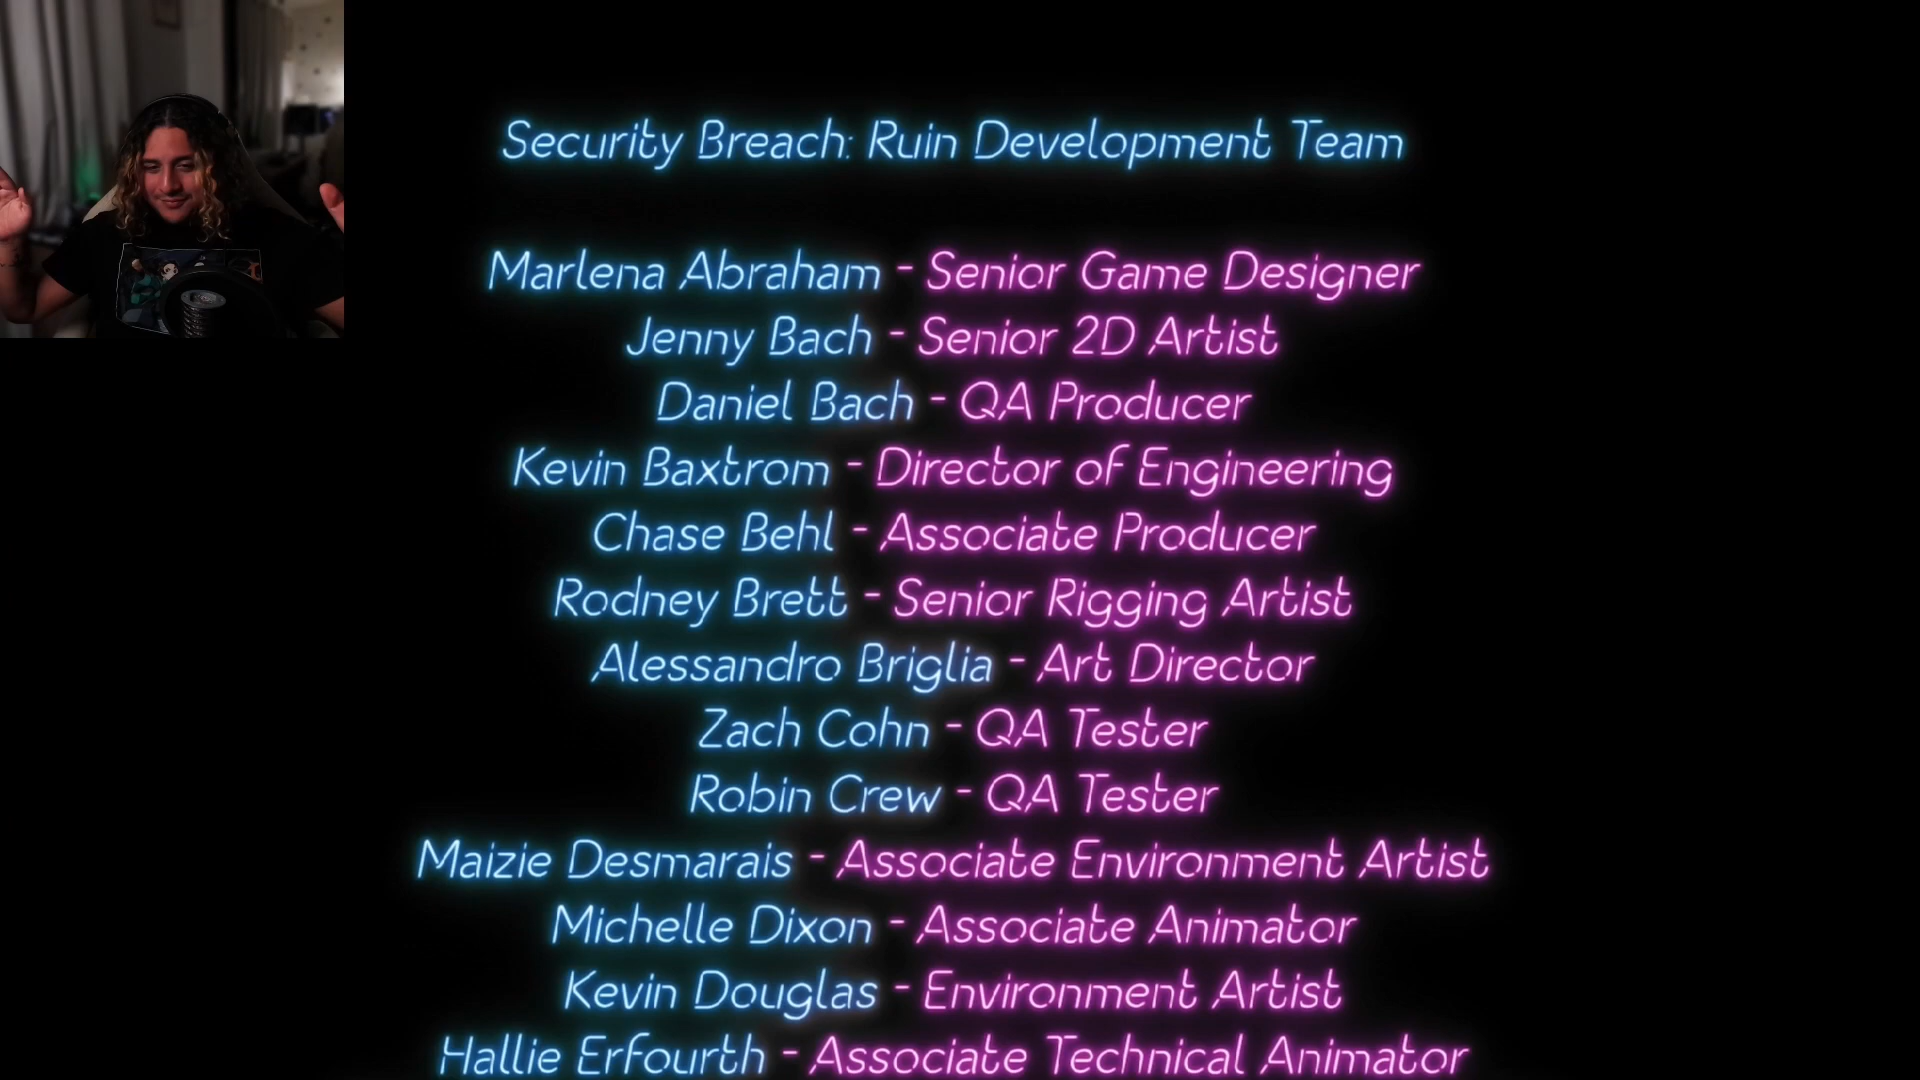 Security Breach: Ruin Development Team
Marlena Abraham - Senior Game Designer
Jenny Bach - Senior 2D Artist
Daniel Bach - QA Producer
Kevin Baxtrom - Director of Engineering
Chase Behl - Associate Producer
Rodney Brett - Senior Rigging Artist
Alessandro Briglia - Art Director
Zach Cohn - QA Tester
Robin Crew - QA Tester
Maizie Desmarais - Associate Environment Artist
Michelle Dixon - Associate Animator
Kevin Douglas - Environment Artist
Hallie Erfourth - Associate Technical Animator